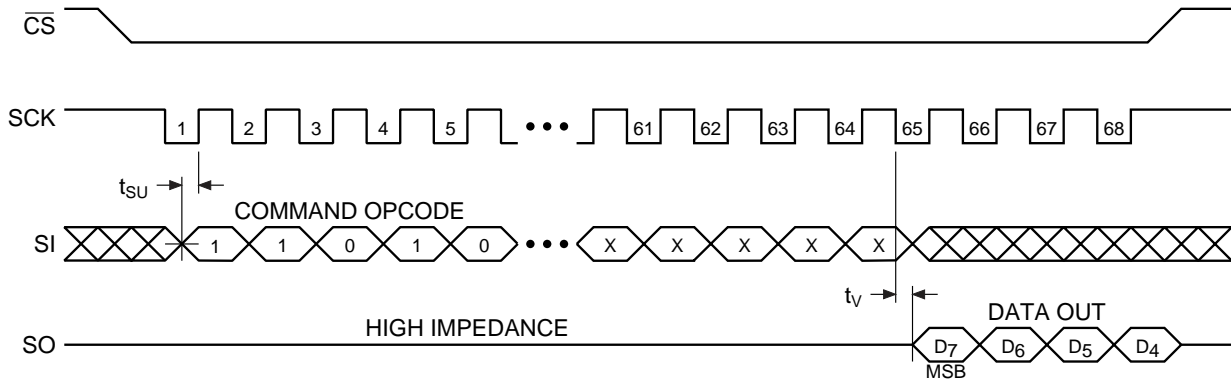 CS
SCK
1 2 3 4 5 61 62 63 64 65 66 67 68
tSU
COMMAND OPCODE
SI
1 1 0 1 0 X X X X X
tV
HIGH IMPEDANCE
DATA OUT
SO
D7 D6 D5 D4
MSB